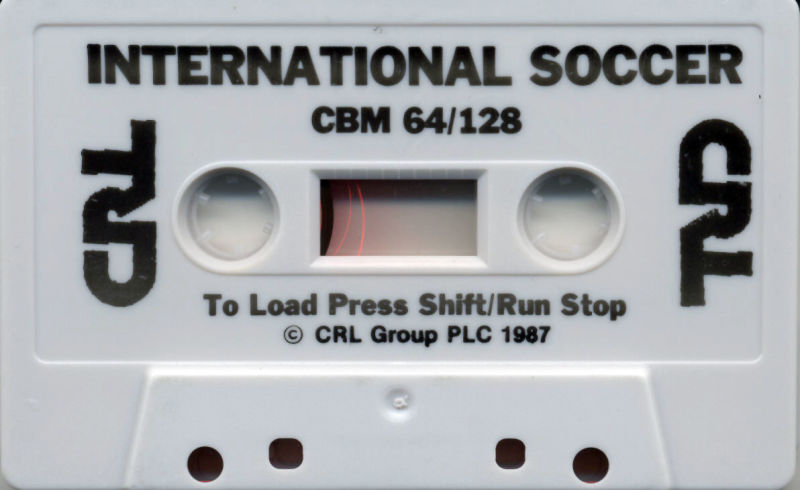 INTERNATIONAL SOCCER
CBM 64/128
CRL
CRL
To Load Press Shift/Run Stop
© CRL Group PLC 1987